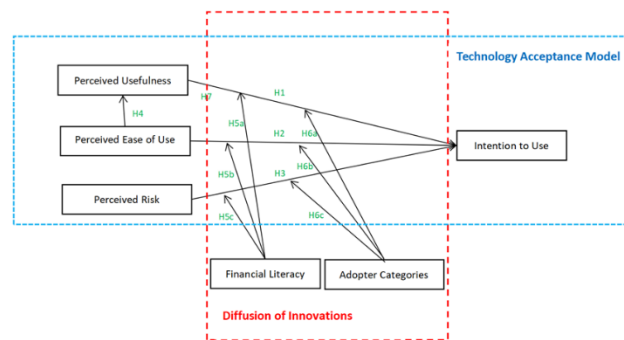 Technology Acceptance Model
Perceived Usefulness
H1
H7
H4
H5a
H6a
Perceived Ease of Use
H2
Intention to Use
H5b
H6b
H3
Perceived Risk
H5c
H6c
Financial Literacy
Adopter Categories
Diffusion of Innovations